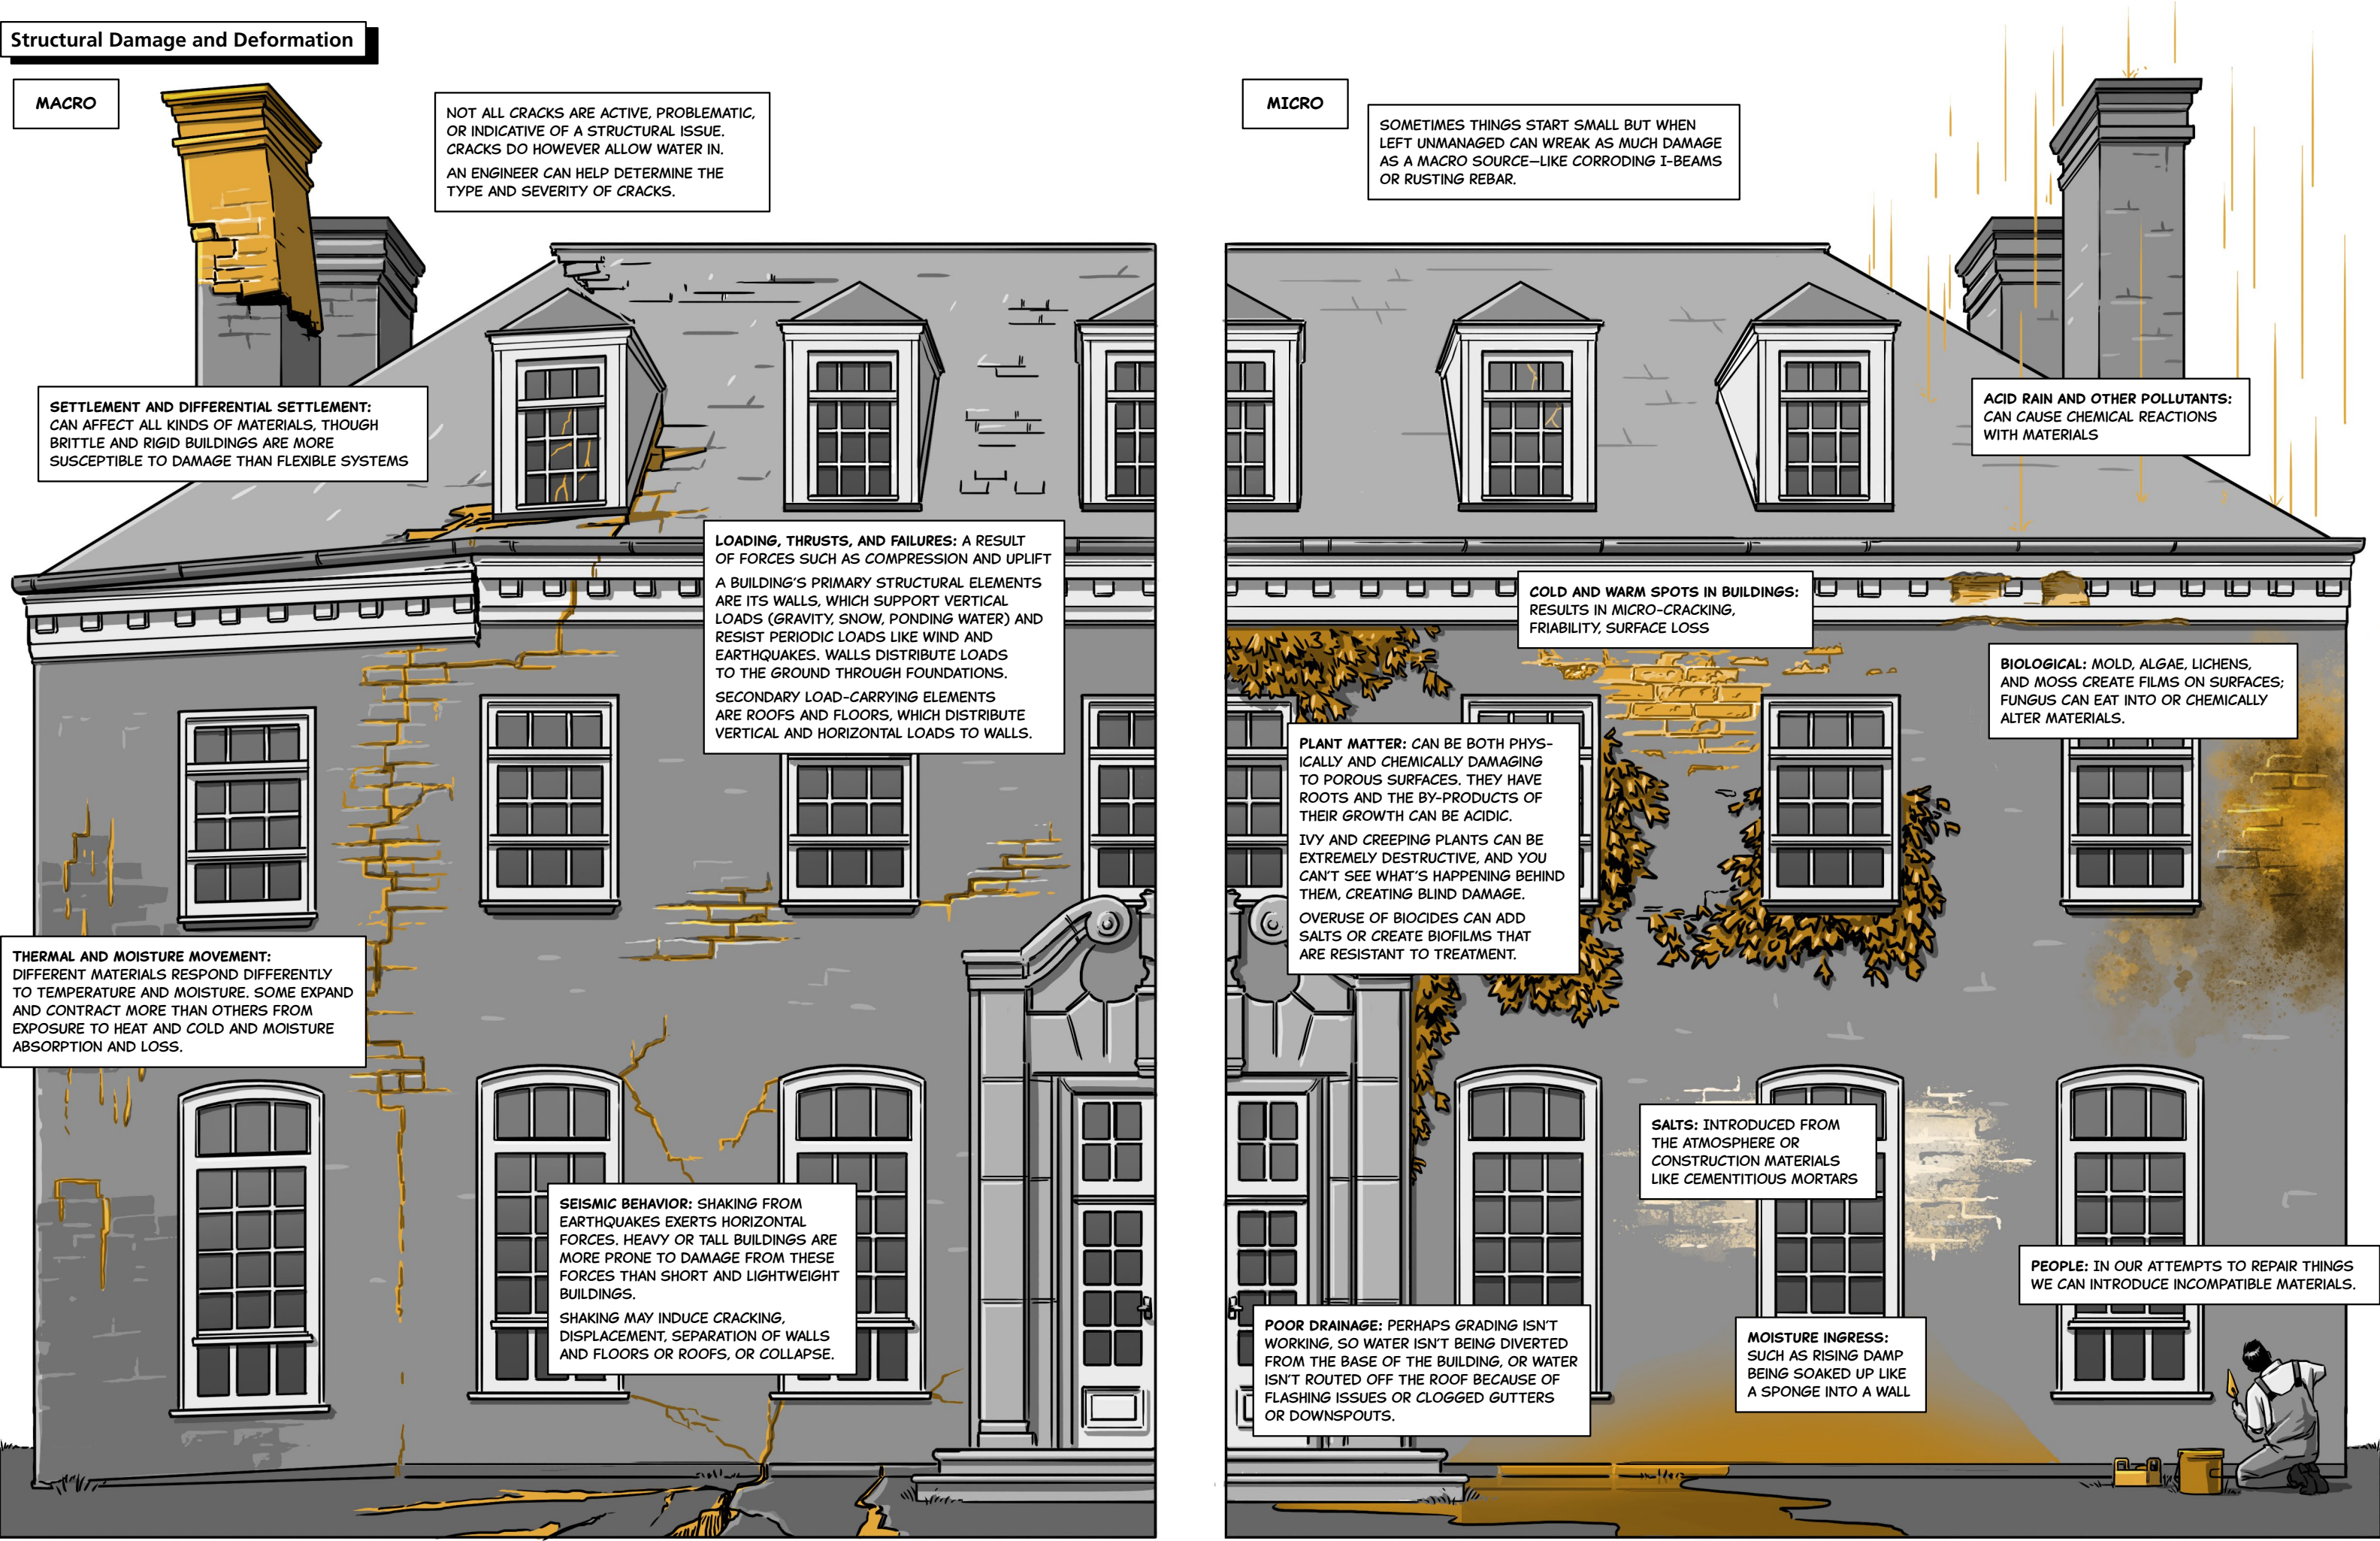 Structural Damage and Deformation
MACRO
NOT ALL CRACKS ARE ACTIVE, PROBLEMATIC,
OR INDICATIVE OF A STRUCTURAL ISSUE.
CRACKS DO HOWEVER ALLOW WATER IN.
AN ENGINEER CAN HELP DETERMINE THE
TYPE AND SEVERITY OF CRACKS.
SETTLEMENT AND DIFFERENTIAL SETTLEMENT:
CAN AFFECT ALL KINDS OF MATERIALS, THOUGH
BRITTLE AND RIGID BUILDINGS ARE MORE
SUSCEPTIBLE TO DAMAGE THAN FLEXIBLE SYSTEMS
LOADING, THRUSTS, AND FAILURES: A RESULT
OF FORCES SUCH AS COMPRESSION AND UPLIFT
A BUILDING'S PRIMARY STRUCTURAL ELEMENTS
ARE ITS WALLS, WHICH SUPPORT VERTICAL
LOADS (GRAVITY, SNOW, PONDING WATER) AND
RESIST PERIODIC LOADS LIKE WIND AND
EARTHQUAKES. WALLS DISTRIBUTE LOADS
TO THE GROUND THROUGH FOUNDATIONS.
SECONDARY LOAD-CARRYING ELEMENTS
ARE ROOFS AND FLOORS, WHICH DISTRIBUTE
VERTICAL AND HORIZONTAL LOADS TO WALLS.
THERMAL AND MOISTURE MOVEMENT:
DIFFERENT MATERIALS RESPOND DIFFERENTLY
TO TEMPERATURE AND MOISTURE. SOME EXPAND
AND CONTRACT MORE THAN OTHERS FROM
EXPOSURE TO HEAT AND COLD AND MOISTURE
ABSORPTION AND LOSS.
SEISMIC BEHAVIOR: SHAKING FROM
EARTHQUAKES EXERTS HORIZONTAL
FORCES. HEAVY OR TALL BUILDINGS ARE
MORE PRONE TO DAMAGE FROM THESE
FORCES THAN SHORT AND LIGHTWEIGHT
BUILDINGS.
SHAKING MAY INDUCE CRACKING,
DISPLACEMENT, SEPARATION OF WALLS
AND FLOORS OR ROOFS, OR COLLAPSE.
MICRO
SOMETIMES THINGS START SMALL BUT WHEN
LEFT UNMANAGED CAN WREAK AS MUCH DAMAGE
AS A MACRO SOURCE—LIKE CORRODING I-BEAMS
OR RUSTING REBAR.
ACID RAIN AND OTHER POLLUTANTS:
CAN CAUSE CHEMICAL REACTIONS
WITH MATERIALS
COLD AND WARM SPOTS IN BUILDINGS:
RESULTS IN MICRO-CRACKING,
FRIABILITY, SURFACE LOSS
BIOLOGICAL: MOLD, ALGAE, LICHENS,
AND MOSS CREATE FILMS ON SURFACES;
FUNGUS CAN EAT INTO OR CHEMICALLY
ALTER MATERIALS.
PLANT MATTER: CAN BE BOTH PHYS-
ICALLY AND CHEMICALLY DAMAGING
TO POROUS SURFACES. THEY HAVE
ROOTS AND THE BY-PRODUCTS OF
THEIR GROWTH CAN BE ACIDIC.
IVY AND CREEPING PLANTS CAN BE
EXTREMELY DESTRUCTIVE, AND YOU
CAN'T SEE WHAT'S HAPPENING BEHIND
THEM, CREATING BLIND DAMAGE.
OVERUSE OF BIOCIDES CAN ADD
SALTS OR CREATE BIOFILMS THAT
ARE RESISTANT TO TREATMENT.
SALTS: INTRODUCED FROM
THE ATMOSPHERE OR
CONSTRUCTION MATERIALS
LIKE CEMENTITIOUS MORTARS
PEOPLE: IN OUR ATTEMPTS TO REPAIR THINGS
WE CAN INTRODUCE INCOMPATIBLE MATERIALS.
POOR DRAINAGE: PERHAPS GRADING ISN'T
WORKING, SO WATER ISN'T BEING DIVERTED
FROM THE BASE OF THE BUILDING, OR WATER
ISN'T ROUTED OFF THE ROOF BECAUSE OF
FLASHING ISSUES OR CLOGGED GUTTERS
OR DOWNSPOUTS.
MOISTURE INGRESS:
SUCH AS RISING DAMP
BEING SOAKED UP LIKE
A SPONGE INTO A WALL